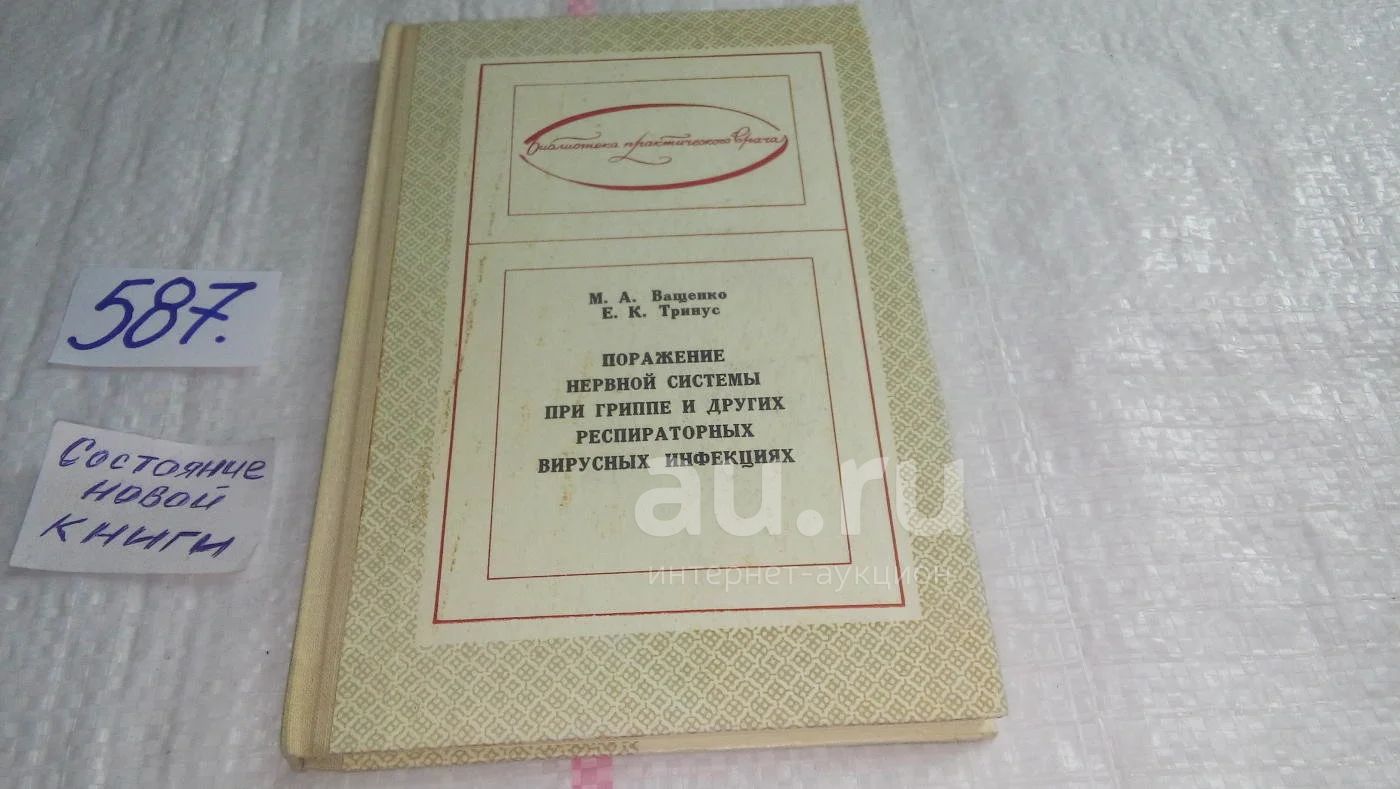 Библиотека практического врача
М. А. Ващенко
Е. К. Тринус
ПОРАЖЕНИЕ
НЕРВНОЙ СИСТЕМЫ
ПРИ ГРИППЕ И ДРУГИХ
РЕСПИРАТОРНЫХ
ВИРУСНЫХ ИНФЕКЦИЯХ
587.
Состояние
новой
книги
au.ru
интернет-аукцион